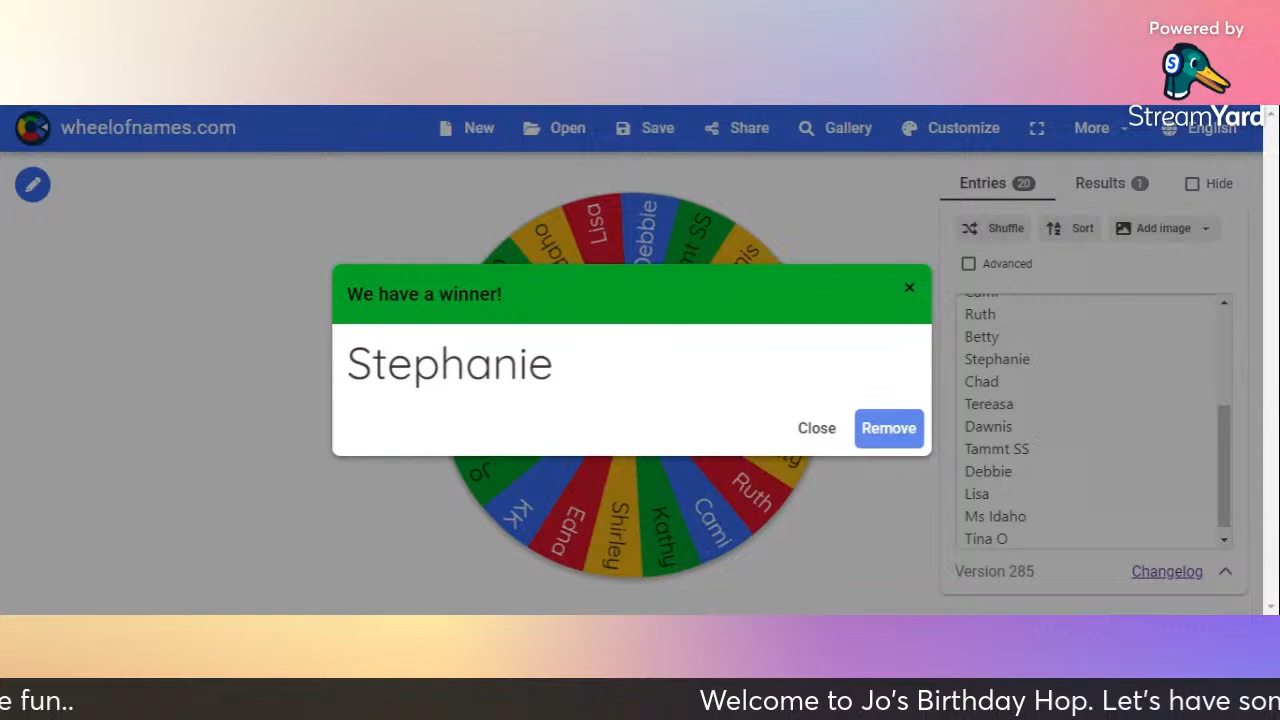 Powered by
StreamYard
wheelofnames.com
New
Open
Save
Share
Gallery
Customize
More
English
Entries 20
Results 1
Hide
Shuffle
Sort
Add image
Advanced
Cami
Ruth
Betty
Stephanie
Chad
Tereasa
Dawnis
Tammt SS
Debbie
Lisa
Ms Idaho
Tina O
Version 285
Changelog
Lisa
Debbie
We have a winner!
Stephanie
Close
Remove
Jo
KK
Edna
Shirley
Kathy
Cami
Ruth
e fun..
Welcome to Jo's Birthday Hop. Let's have son